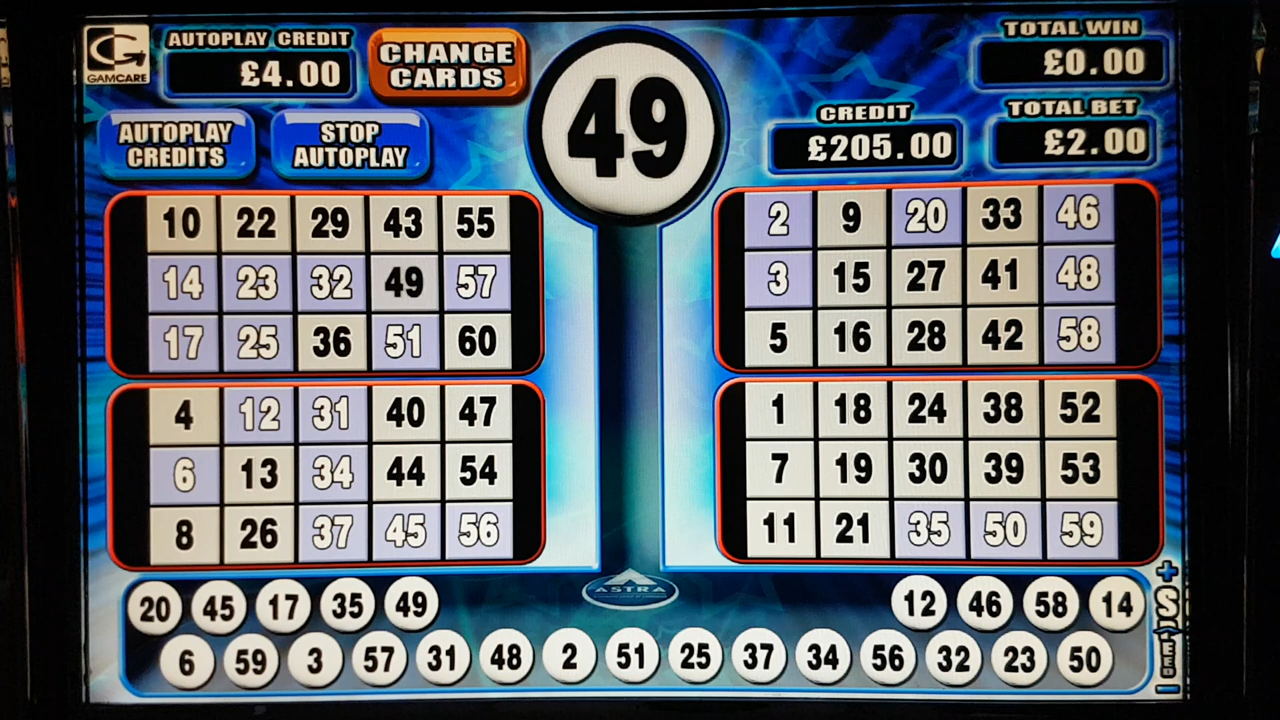 GAMCARE
AUTOPLAY CREDIT
£4.00
CHANGE
CARDS
AUTOPLAY
CREDITS
STOP
AUTOPLAY
49
TOTAL WIN
£0.00
CREDIT
£205.00
TOTAL BET
£2.00
10 22 29 43 55
14 23 32 49 57
17 25 36 51 60
2 9 20 33 46
3 15 27 41 48
5 16 28 42 58
4 12 31 40 47
6 13 34 44 54
8 26 37 45 56
1 18 24 38 52
7 19 30 39 53
11 21 35 50 59
ASTRA
20 45 17 35 49 12 46 58 14
6 59 3 57 31 48 2 51 25 37 34 56 32 23 50
+
SPEED
-